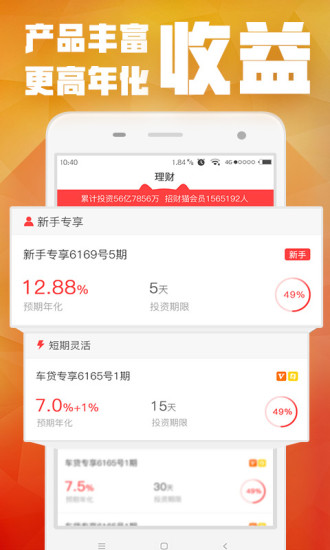 产品丰富
更高年化
收益
10:40
1.84% 4G
理财
累计投资56亿7856万 招财猫会员1565192人
新手专享
新手专享6169号5期
新手
12.88%
5天
49%
预期年化
投资期限
短期灵活
车贷专享6165号1期
7.0%+1%
15天
49%
预期年化
投资期限
车贷专享6165号1期
7.5%
30天
49%
预期年化
投资期限